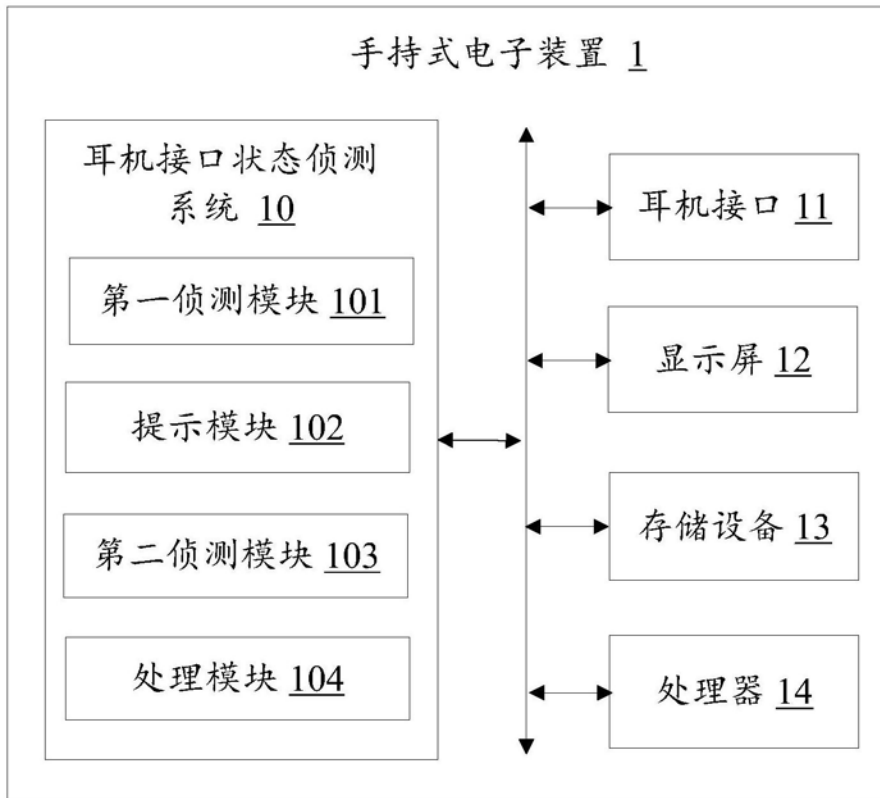 手持式电子装置 1
耳机接口状态侦测
系统 10
第一侦测模块 101
提示模块 102
第二侦测模块 103
处理模块 104
耳机接口 11
显示屏 12
存储设备 13
处理器 14